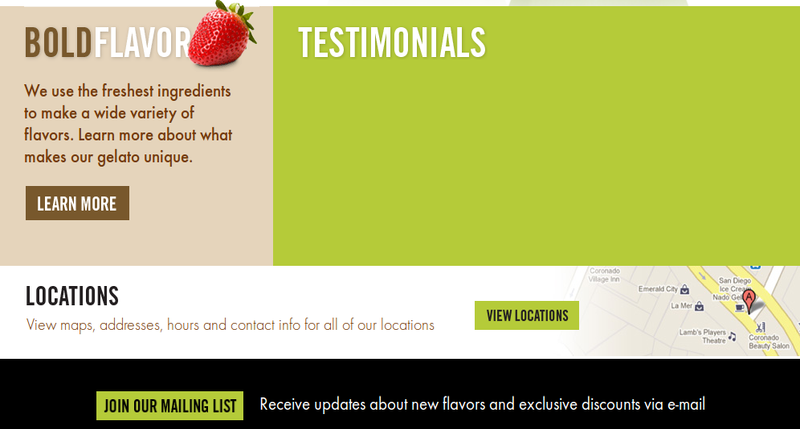 BOLDFLAVOR
We use the freshest ingredients
to make a wide variety of
flavors. Learn more about what
makes our gelato unique.
LEARN MORE
TESTIMONIALS
LOCATIONS
View maps, addresses, hours and contact info for all of our locations
VIEW LOCATIONS
Coronado
Village Inn
Emerald City
La Mer
San Diego
Ice Cream
Nado Gel
A
Lamb's Players
Theatre
Coronado
Beauty Salon
JOIN OUR MAILING LIST
Receive updates about new flavors and exclusive discounts via e-mail